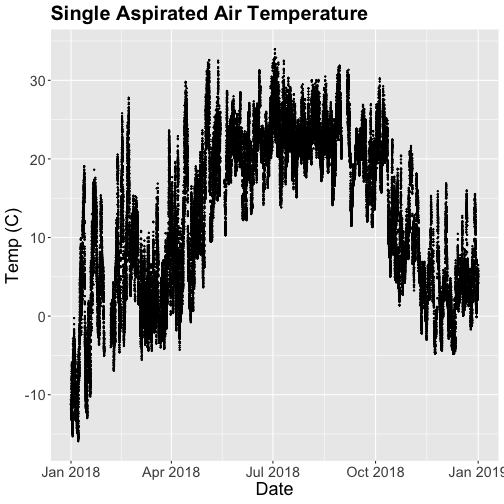 Single Aspirated Air Temperature
Temp (C)
30
20
10
0
-10
Jan 2018 Apr 2018 Jul 2018 Oct 2018 Jan 2019
Date